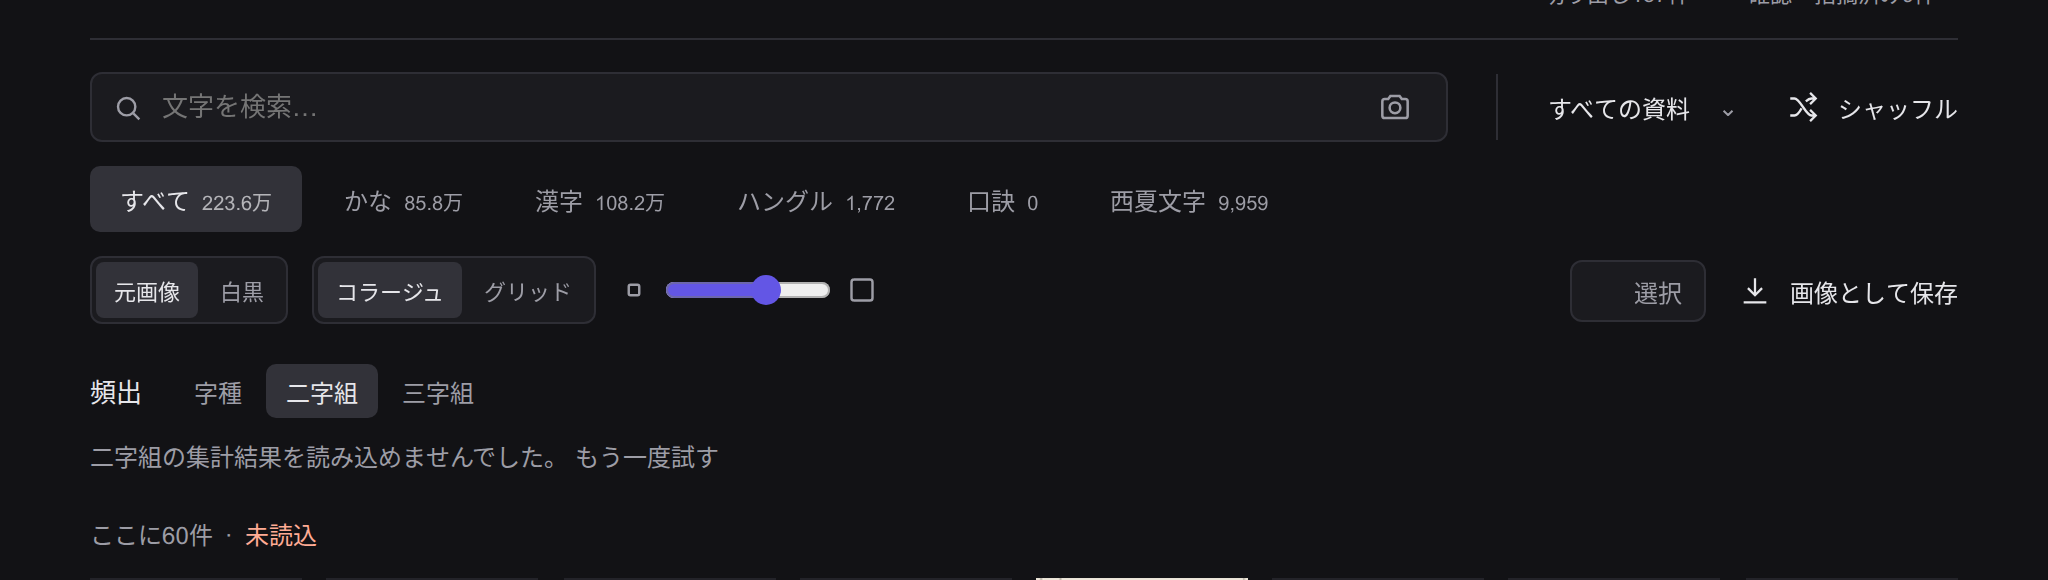 文字を検索…
すべての資料
シャッフル
すべて 223.6万 かな 85.8万 漢字 108.2万 ハングル 1,772 口訣 0 西夏文字 9,959
元画像 白黒 コラージュ グリッド 選択 画像として保存
頻出 字種 二字組 三字組
二字組の集計結果を読み込めませんでした。 もう一度試す
ここに60件 · 未読込